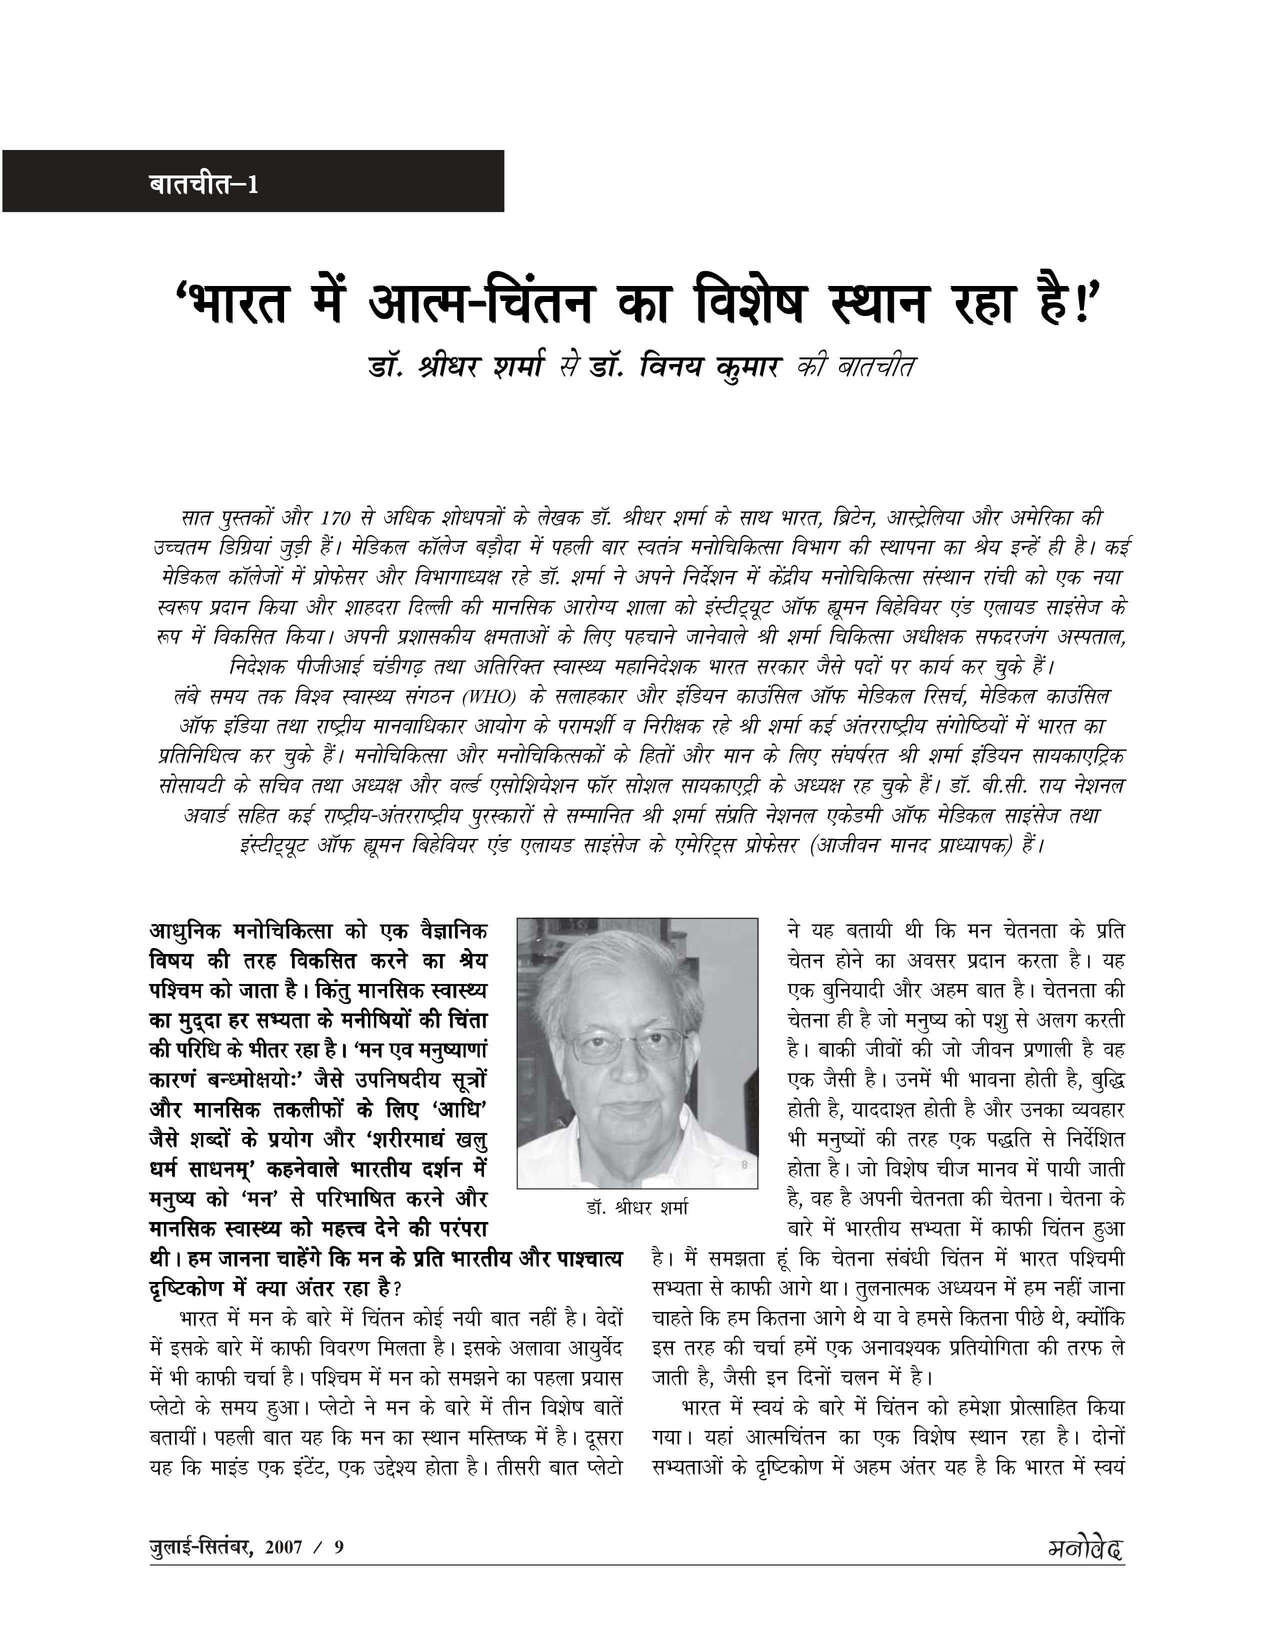 बातचीत–1
‘भारत में आत्म-चिंतन का विशेष स्थान रहा है!’
डॉ. श्रीधर शर्मा से डॉ. विनय कुमार की बातचीत
सात पुस्तकों और 170 से अधिक शोधपत्रों के लेखक डॉ. श्रीधर शर्मा के साथ भारत, ब्रिटेन, आस्ट्रेलिया और अमेरिका की
उच्चतम डिग्रियां जुड़ी हैं। मेडिकल कॉलेज बड़ौदा में पहली बार स्वतंत्र मनोचिकित्सा विभाग की स्थापना का श्रेय इन्हें ही है। कई
मेडिकल कॉलेजों में प्रोफेसर और विभागाध्यक्ष रहे डॉ. शर्मा ने अपने निर्देशन में केंद्रीय मनोचिकित्सा संस्थान रांची को एक नया
स्वरूप प्रदान किया और शाहदरा दिल्ली की मानसिक आरोग्य शाला को इंस्टीट्यूट ऑफ ह्यूमन बिहेवियर एंड एलायड साइंसेज के
रूप में विकसित किया। अपनी प्रशासकीय क्षमताओं के लिए पहचाने जानेवाले श्री शर्मा चिकित्सा अधीक्षक सफदरजंग अस्पताल,
निदेशक पीजीआई चंडीगढ़ तथा अतिरिक्त स्वास्थ्य महानिदेशक भारत सरकार जैसे पदों पर कार्य कर चुके हैं।
लंबे समय तक विश्व स्वास्थ्य संगठन (WHO) के सलाहकार और इंडियन काउंसिल ऑफ मेडिकल रिसर्च, मेडिकल काउंसिल
ऑफ इंडिया तथा राष्ट्रीय मानवाधिकार आयोग के परामर्शी व निरीक्षक रहे श्री शर्मा कई अंतरराष्ट्रीय संगोष्ठियों में भारत का
प्रतिनिधित्व कर चुके हैं। मनोचिकित्सा और मनोचिकित्सकों के हितों और मान के लिए संघर्षरत श्री शर्मा इंडियन सायकाएट्रिक
सोसायटी के सचिव तथा अध्यक्ष और वर्ल्ड एसोशियेशन फॉर सोशल सायकाएट्री के अध्यक्ष रह चुके हैं। डॉ. बी.सी. राय नेशनल
अवार्ड सहित कई राष्ट्रीय-अंतरराष्ट्रीय पुरस्कारों से सम्मानित श्री शर्मा संप्रति नेशनल एकेडमी ऑफ मेडिकल साइंसेज तथा
इंस्टीट्यूट ऑफ ह्यूमन बिहेवियर एंड एलायड साइंसेज के एमेरिट्स प्रोफेसर (आजीवन मानद प्राध्यापक) हैं।
आधुनिक मनोचिकित्सा को एक वैज्ञानिक
विषय की तरह विकसित करने का श्रेय
पश्चिम को जाता है। किंतु मानसिक स्वास्थ्य
का मुद्दा हर सभ्यता के मनीषियों की चिंता
की परिधि के भीतर रहा है। ‘मन एव मनुष्याणां
कारणं बन्ध्मोक्षयोः’ जैसे उपनिषदीय सूत्रों
और मानसिक तकलीफों के लिए ‘आधि’
जैसे शब्दों के प्रयोग और ‘शरीरमाद्यं खलु
धर्म साधनम्’ कहनेवाले भारतीय दर्शन में
मनुष्य को ‘मन’ से परिभाषित करने और
मानसिक स्वास्थ्य को महत्त्व देने की परंपरा
थी। हम जानना चाहेंगे कि मन के प्रति भारतीय और पाश्चात्य
दृष्टिकोण में क्या अंतर रहा है?
भारत में मन के बारे में चिंतन कोई नयी बात नहीं है। वेदों
में इसके बारे में काफी विवरण मिलता है। इसके अलावा आयुर्वेद
में भी काफी चर्चा है। पश्चिम में मन को समझने का पहला प्रयास
प्लेटो के समय हुआ। प्लेटो ने मन के बारे में तीन विशेष बातें
बतायीं। पहली बात यह कि मन का स्थान मस्तिष्क में है। दूसरा
यह कि माइंड एक इंटेंट, एक उद्देश्य होता है। तीसरी बात प्लेटो
8
डॉ. श्रीधर शर्मा
ने यह बतायी थी कि मन चेतनता के प्रति
चेतन होने का अवसर प्रदान करता है। यह
एक बुनियादी और अहम बात है। चेतनता की
चेतना ही है जो मनुष्य को पशु से अलग करती
है। बाकी जीवों की जो जीवन प्रणाली है वह
एक जैसी है। उनमें भी भावना होती है, बुद्धि
होती है, याददाश्त होती है और उनका व्यवहार
भी मनुष्यों की तरह एक पद्धति से निर्देशित
होता है। जो विशेष चीज मानव में पायी जाती
है, वह है अपनी चेतनता की चेतना। चेतना के
बारे में भारतीय सभ्यता में काफी चिंतन हुआ
है। मैं समझता हूं कि चेतना संबंधी चिंतन में भारत पश्चिमी
सभ्यता से काफी आगे था। तुलनात्मक अध्ययन में हम नहीं जाना
चाहते कि हम कितना आगे थे या वे हमसे कितना पीछे थे, क्योंकि
इस तरह की चर्चा हमें एक अनावश्यक प्रतियोगिता की तरफ ले
जाती है, जैसी इन दिनों चलन में है।
भारत में स्वयं के बारे में चिंतन को हमेशा प्रोत्साहित किया
गया। यहां आत्मचिंतन का एक विशेष स्थान रहा है। दोनों
सभ्यताओं के दृष्टिकोण में अहम अंतर यह है कि भारत में स्वयं
जुलाई-सितंबर, 2007 / 9
मनोवेद